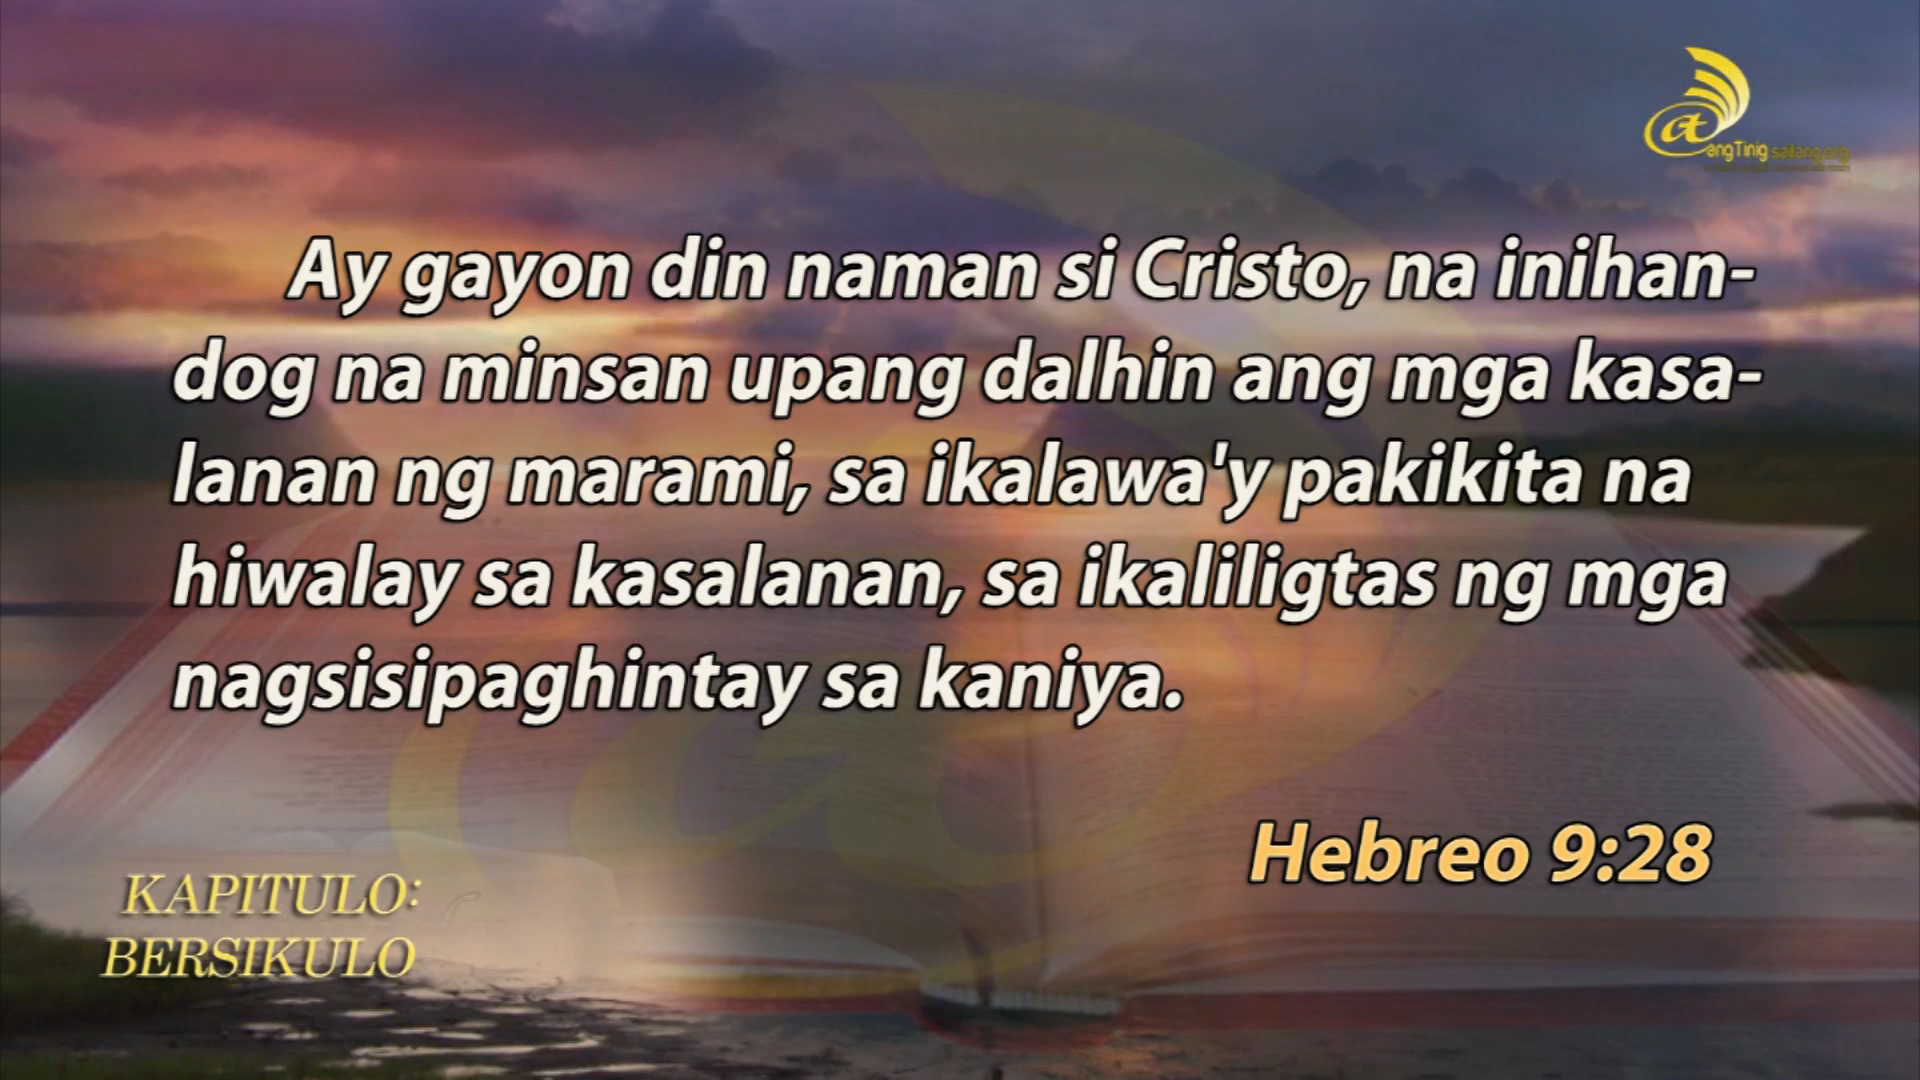 angTinig
Ay gayon din naman si Cristo, na inihan-
dog na minsan upang dalhin ang mga kasa-
lanan ng marami, sa ikalawa'y pakikita na
hiwalay sa kasalanan, sa ikaliligtas ng mga
nagsisipaghintay sa kaniya.
Hebreo 9:28
KAPITULO:
BERSIKULO